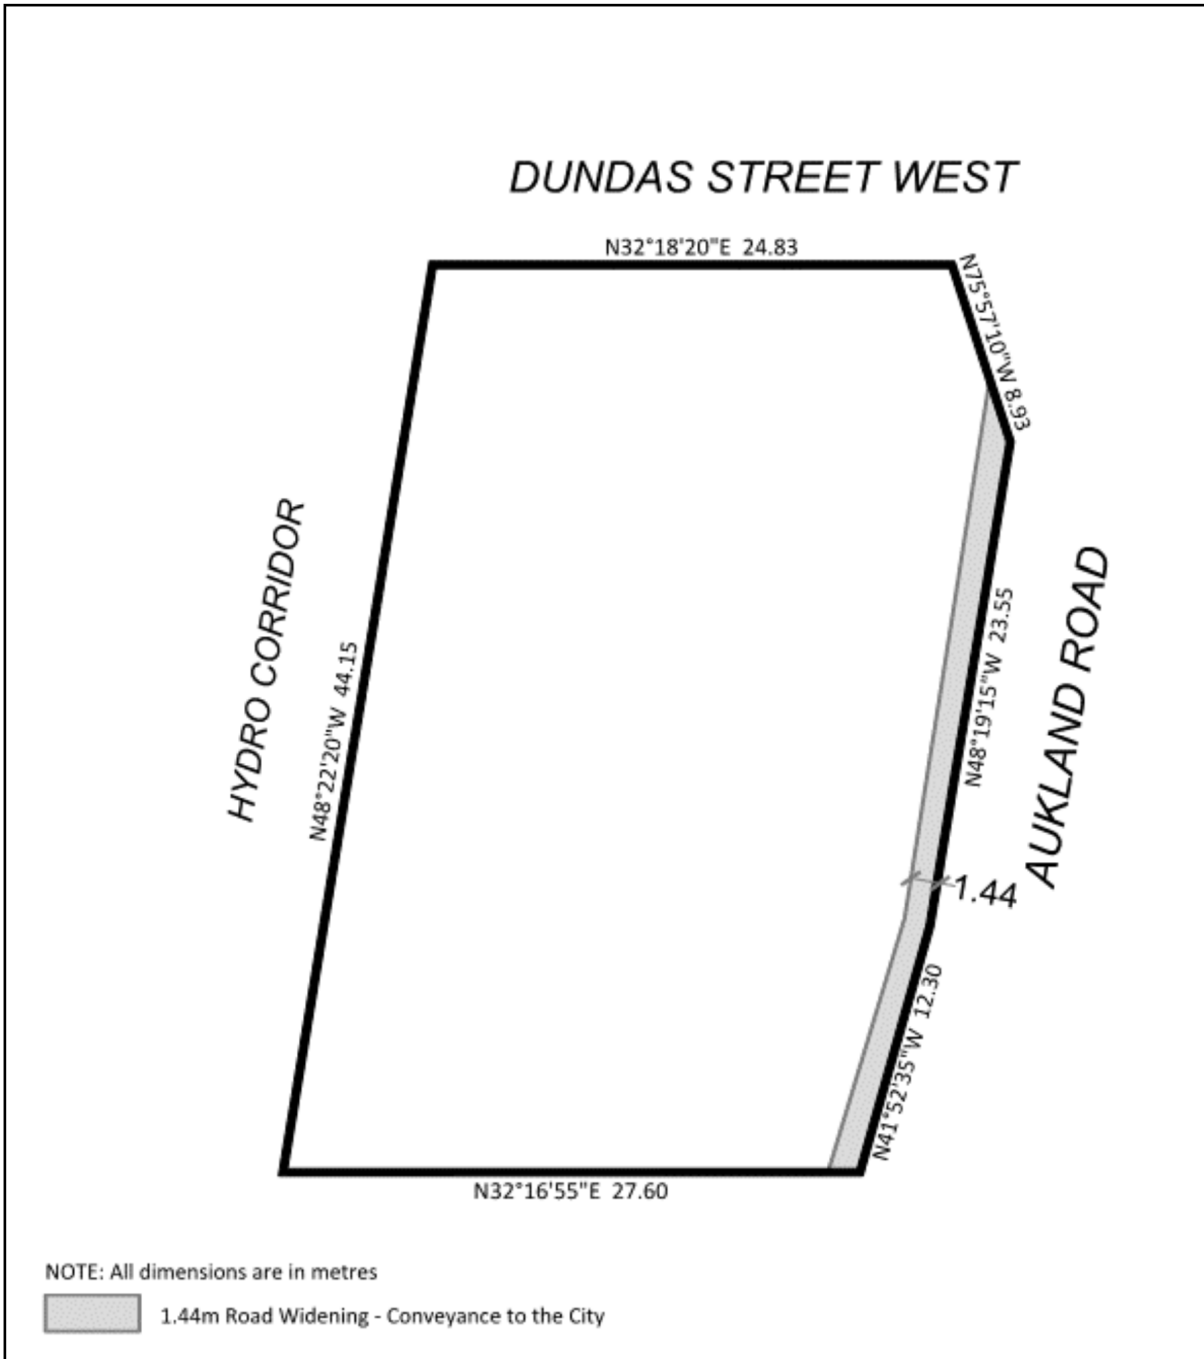 DUNDAS STREET WEST
N32°18'20"E 24.83
N75°57'10"W 8.93
HYDRO CORRIDOR
N48°22'20"W 44.15
N48°19'15"W 23.55
AUKLAND ROAD
1.44
N41°52'35"W 12.30
N32°16'55"E 27.60
NOTE: All dimensions are in metres
1.44m Road Widening - Conveyance to the City